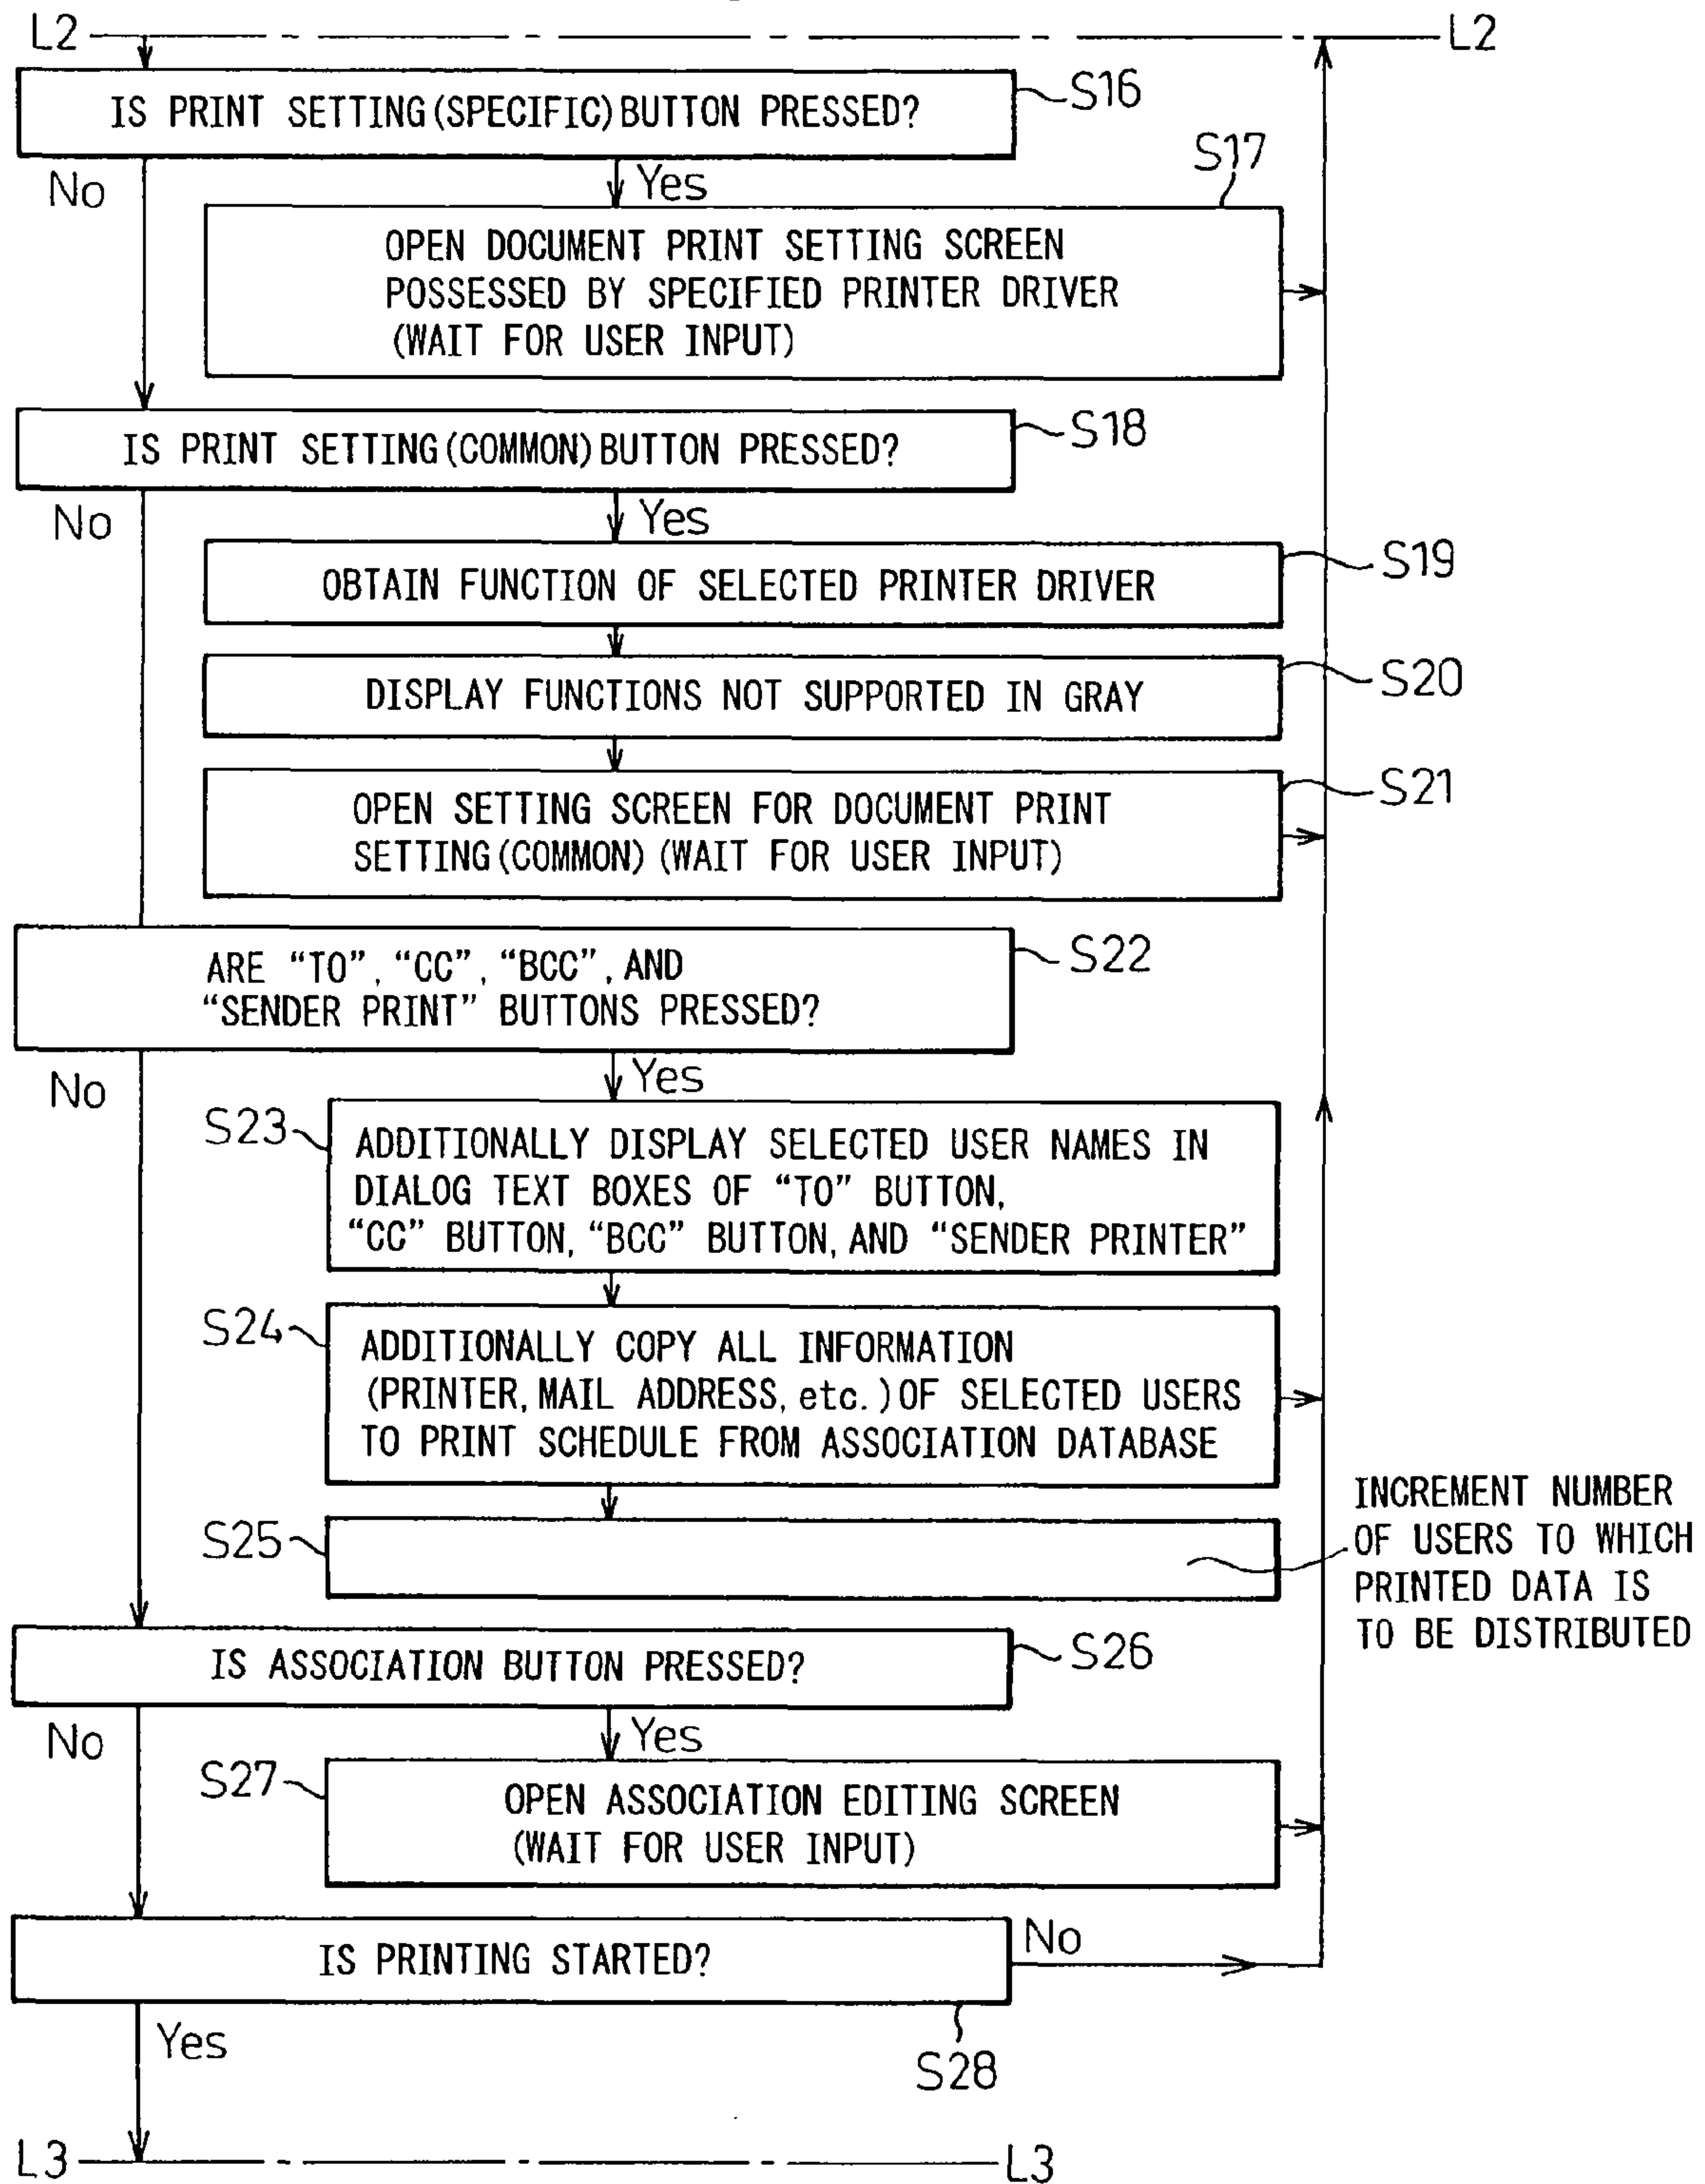 L2
L2
IS PRINT SETTING(SPECIFIC)BUTTON PRESSED?
S16
No
Yes
S17
OPEN DOCUMENT PRINT SETTING SCREEN
POSSESSED BY SPECIFIED PRINTER DRIVER
(WAIT FOR USER INPUT)
IS PRINT SETTING(COMMON)BUTTON PRESSED?
S18
No
Yes
OBTAIN FUNCTION OF SELECTED PRINTER DRIVER
S19
DISPLAY FUNCTIONS NOT SUPPORTED IN GRAY
S20
OPEN SETTING SCREEN FOR DOCUMENT PRINT
SETTING(COMMON)(WAIT FOR USER INPUT)
S21
ARE “TO”, “CC”, “BCC”, AND
“SENDER PRINT” BUTTONS PRESSED?
S22
No
Yes
S23
ADDITIONALLY DISPLAY SELECTED USER NAMES IN
DIALOG TEXT BOXES OF “TO” BUTTON,
“CC” BUTTON, “BCC” BUTTON, AND “SENDER PRINTER”
S24
ADDITIONALLY COPY ALL INFORMATION
(PRINTER, MAIL ADDRESS, etc.)OF SELECTED USERS
TO PRINT SCHEDULE FROM ASSOCIATION DATABASE
S25
INCREMENT NUMBER
OF USERS TO WHICH
PRINTED DATA IS
TO BE DISTRIBUTED
IS ASSOCIATION BUTTON PRESSED?
S26
No
Yes
S27
OPEN ASSOCIATION EDITING SCREEN
(WAIT FOR USER INPUT)
IS PRINTING STARTED?
No
Yes
S28
L3
L3